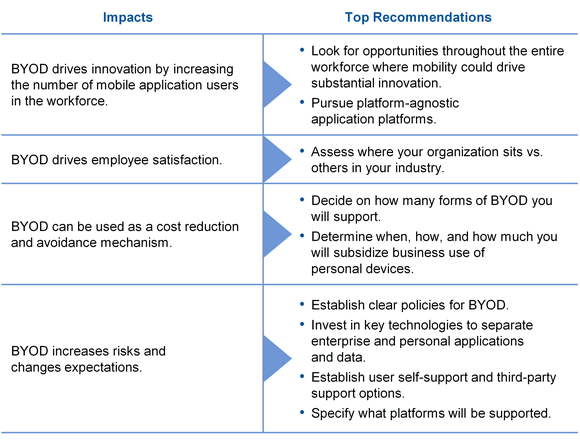 Impacts
Top Recommendations
BYOD drives innovation by increasing
the number of mobile application users
in the workforce.
• Look for opportunities throughout the entire
workforce where mobility could drive
substantial innovation.
• Pursue platform-agnostic
application platforms.
BYOD drives employee satisfaction.
• Assess where your organization sits vs.
others in your industry.
BYOD can be used as a cost reduction
and avoidance mechanism.
• Decide on how many forms of BYOD you
will support.
• Determine when, how, and how much you
will subsidize business use of
personal devices.
BYOD increases risks and
changes expectations.
• Establish clear policies for BYOD.
• Invest in key technologies to separate
enterprise and personal applications
and data.
• Establish user self-support and third-party
support options.
• Specify what platforms will be supported.